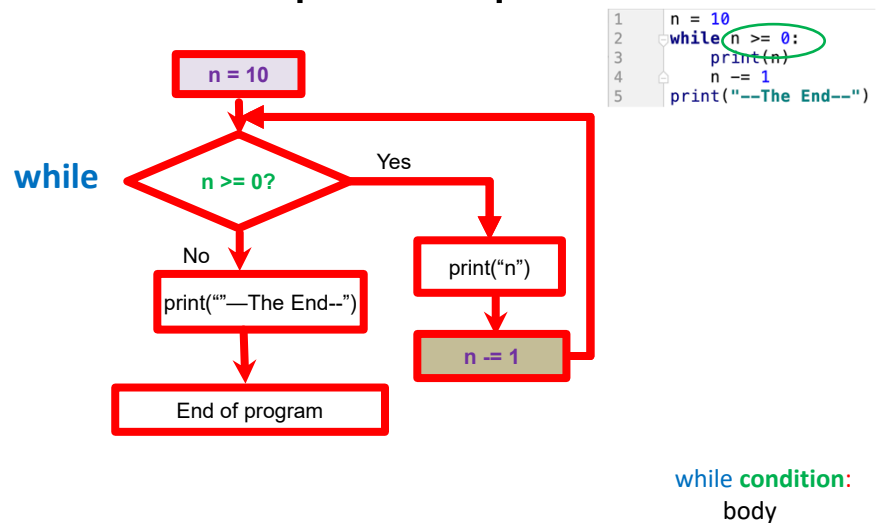 n = 10
while
n >= 0?
Yes
No
print("n")
print(“”—The End--”)
n -= 1
End of program
1 n = 10
2 while n >= 0:
3 print(n)
4 n -= 1
5 print("--The End--")
while condition:
body